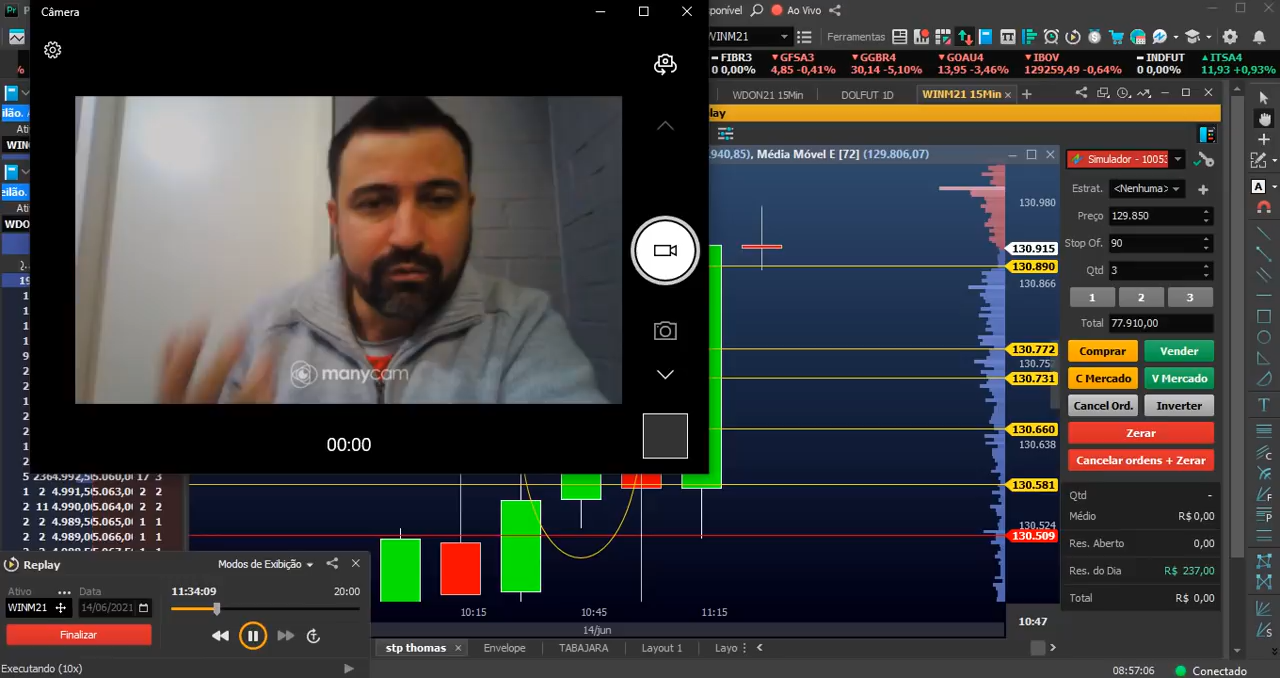 Câmera
ponível
Ao Vivo
WINM21
Ferramentas
FIBR3
0 0,00%
GFSA3
4,85 -0,41%
GGBR4
30,14 -5,10%
GOAU4
13,95 -3,46%
IBOV
129259,49 -0,64%
INDFUT
0 0,00%
ITSA4
11,93 +0,93%
WDON21 15Min
DOLFUT 1D
WINM21 15Min
lay
.940,85), Média Móvel E [72] (129.806,07)
130.980
130.915
130.890
130.866
130.772
130.731
130.660
130.638
130.581
130.524
130.509
Simulador - 10053
Estrat.
<Nenhuma>
Preço
129.850
Stop Of.
90
Qtd
3
1
2
3
Total
77.910,00
Comprar
Vender
C Mercado
V Mercado
Cancel Ord.
Inverter
Zerar
Cancelar ordens + Zerar
Qtd
-
Médio
R$ 0,00
Res. Aberto
0,00
Res. do Dia
R$ 237,00
Total
R$ 0,00
manycam
00:00
Replay
Modos de Exibição
Ativo
Data
11:34:09
20:00
WINM21
14/06/2021
Finalizar
Executando (10x)
10:15
10:45
11:15
14/jun
10:47
stp thomas
Envelope
TABAJARA
Layout 1
Layo
08:57:06
Conectado